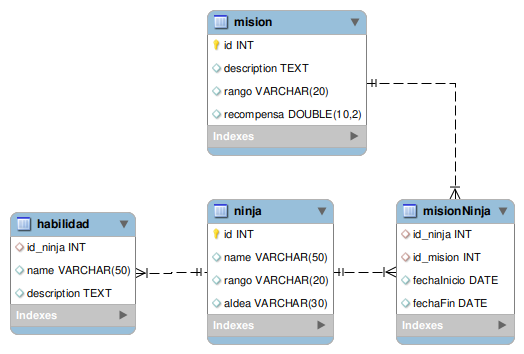 mision
id INT
description TEXT
rango VARCHAR(20)
recompensa DOUBLE(10,2)
Indexes
habilidad
id_ninja INT
name VARCHAR(50)
description TEXT
Indexes
ninja
id INT
name VARCHAR(50)
rango VARCHAR(20)
aldea VARCHAR(30)
Indexes
misionNinja
id_ninja INT
id_mision INT
fechaInicio DATE
fechaFin DATE
Indexes